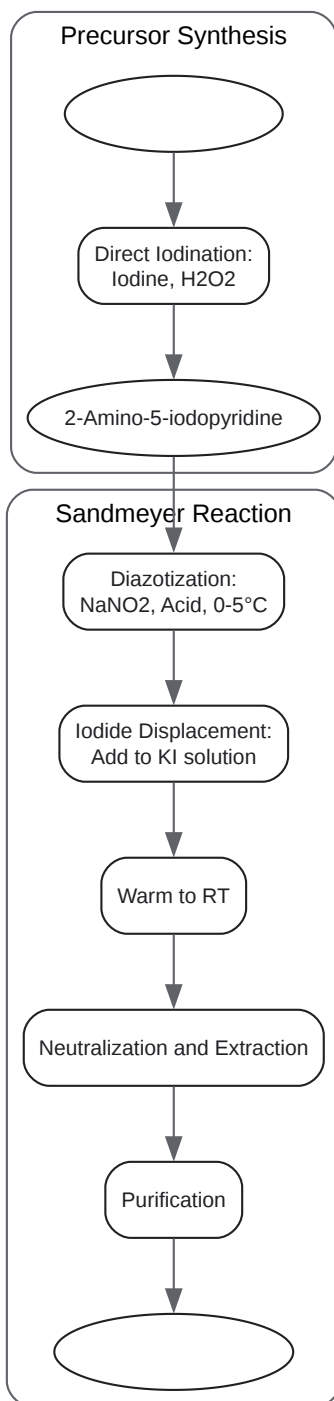 Precursor Synthesis
Direct Iodination:
Iodine, H2O2
2-Amino-5-iodopyridine
Sandmeyer Reaction
Diazotization:
NaNO2, Acid, 0-5°C
Iodide Displacement:
Add to KI solution
Warm to RT
Neutralization and Extraction
Purification